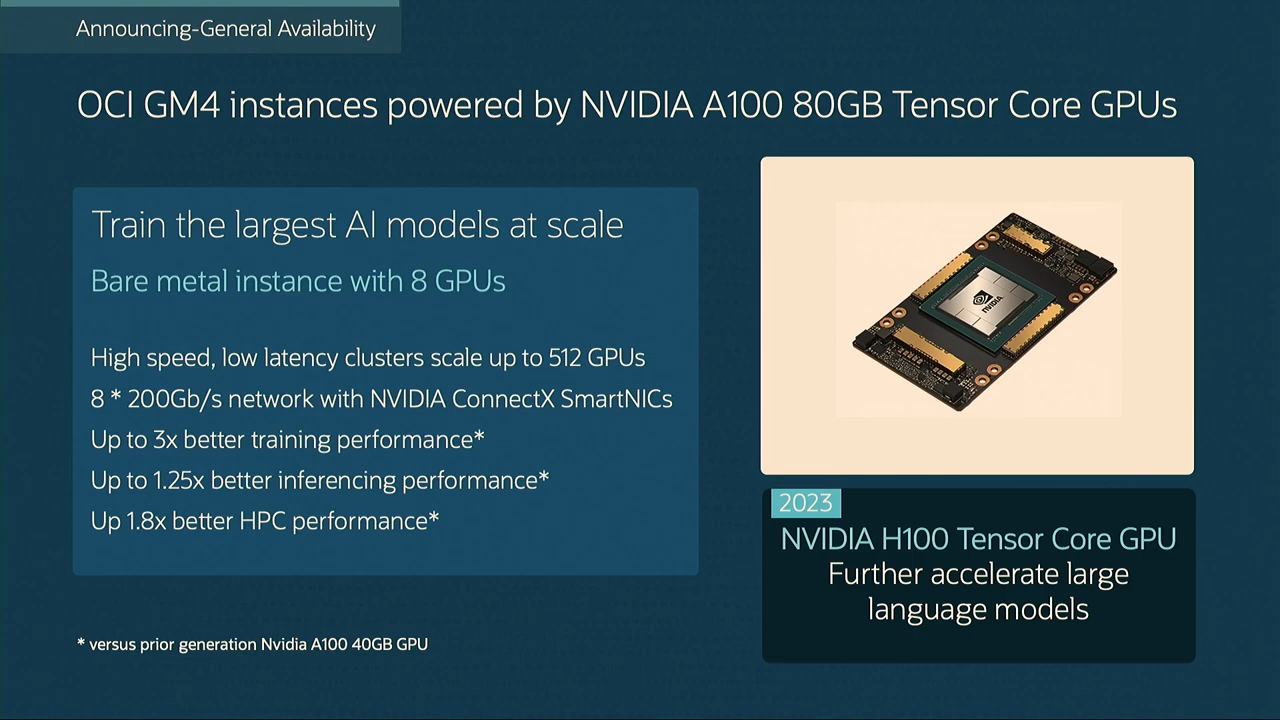 Announcing-General Availability
OCI GM4 instances powered by NVIDIA A100 80GB Tensor Core GPUs
Train the largest AI models at scale
Bare metal instance with 8 GPUs
High speed, low latency clusters scale up to 512 GPUs
8 * 200Gb/s network with NVIDIA ConnectX SmartNICs
Up to 3x better training performance*
Up to 1.25x better inferencing performance*
Up 1.8x better HPC performance*
* versus prior generation Nvidia A100 40GB GPU
NVIDIA
2023
NVIDIA H100 Tensor Core GPU
Further accelerate large
language models